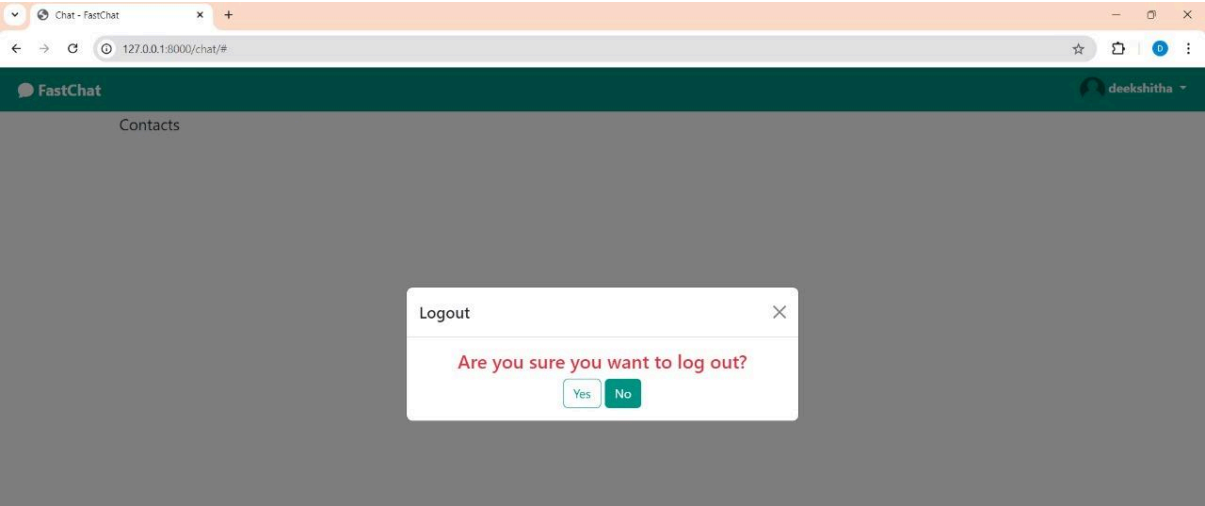 Chat - FastChat
127.0.0.1:8000/chat/#
D
FastChat
deekshitha
Contacts
Logout
Are you sure you want to log out?
Yes No